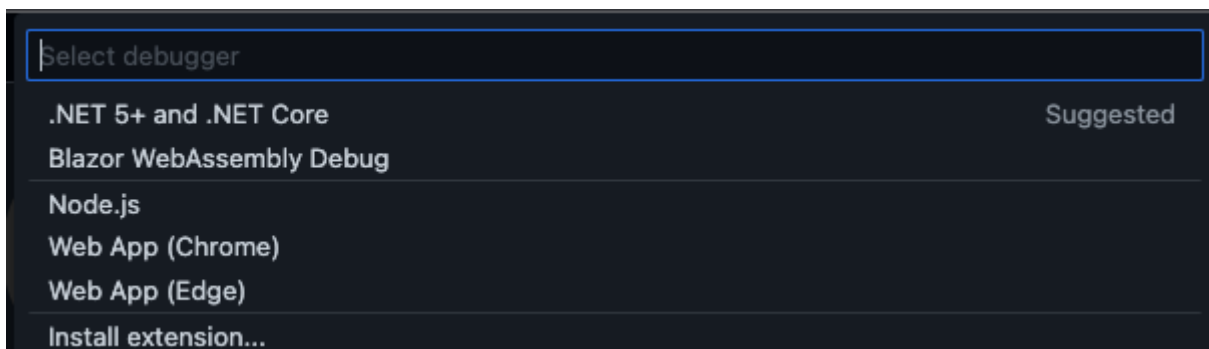 Select debugger
.NET 5+ and .NET Core Suggested
Blazor WebAssembly Debug
Node.js
Web App (Chrome)
Web App (Edge)
Install extension...